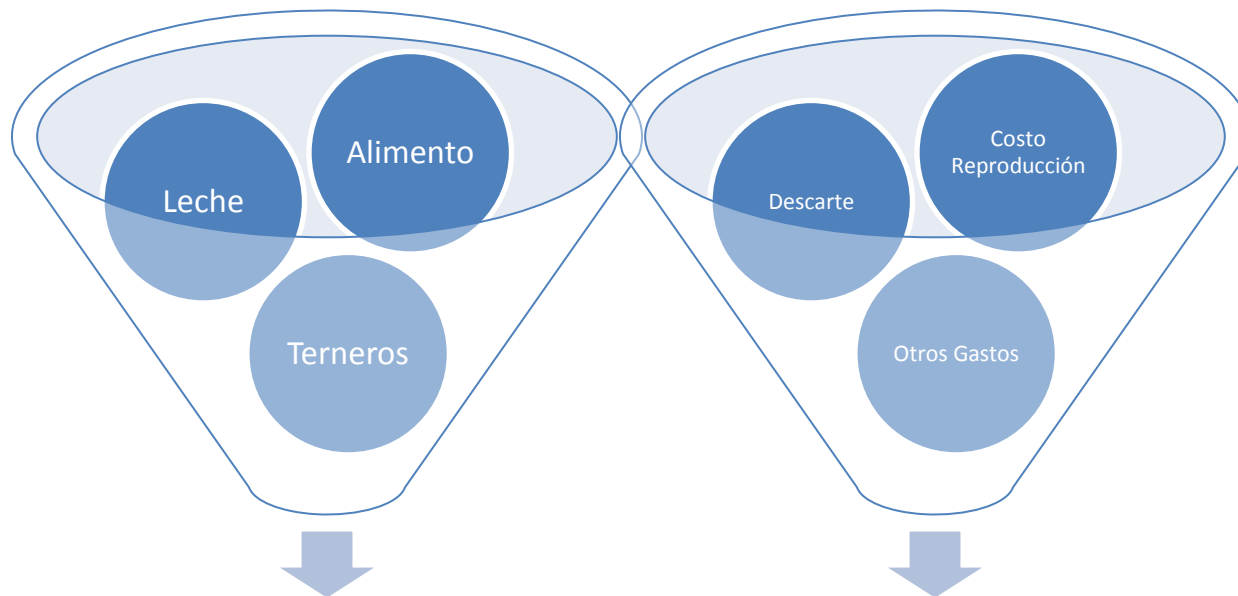 Alimento
Leche
Terneros
Costo
Reproducción
Descarte
Otros Gastos